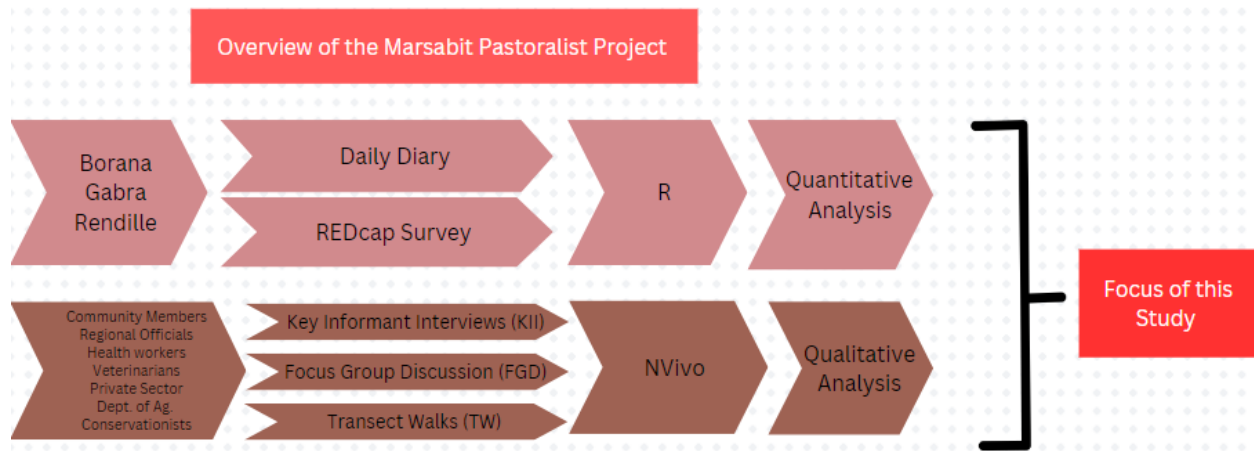 Overview of the Marsabit Pastoralist Project
Borana
Gabra
Rendille
Daily Diary
REDcap Survey
R
Quantitative
Analysis
Community Members
Regional Officials
Health workers
Veterinarians
Private Sector
Dept. of Ag.
Conservationists
Key Informant Interviews (KII)
Focus Group Discussion (FGD)
Transect Walks (TW)
NVivo
Qualitative
Analysis
Focus of this
Study